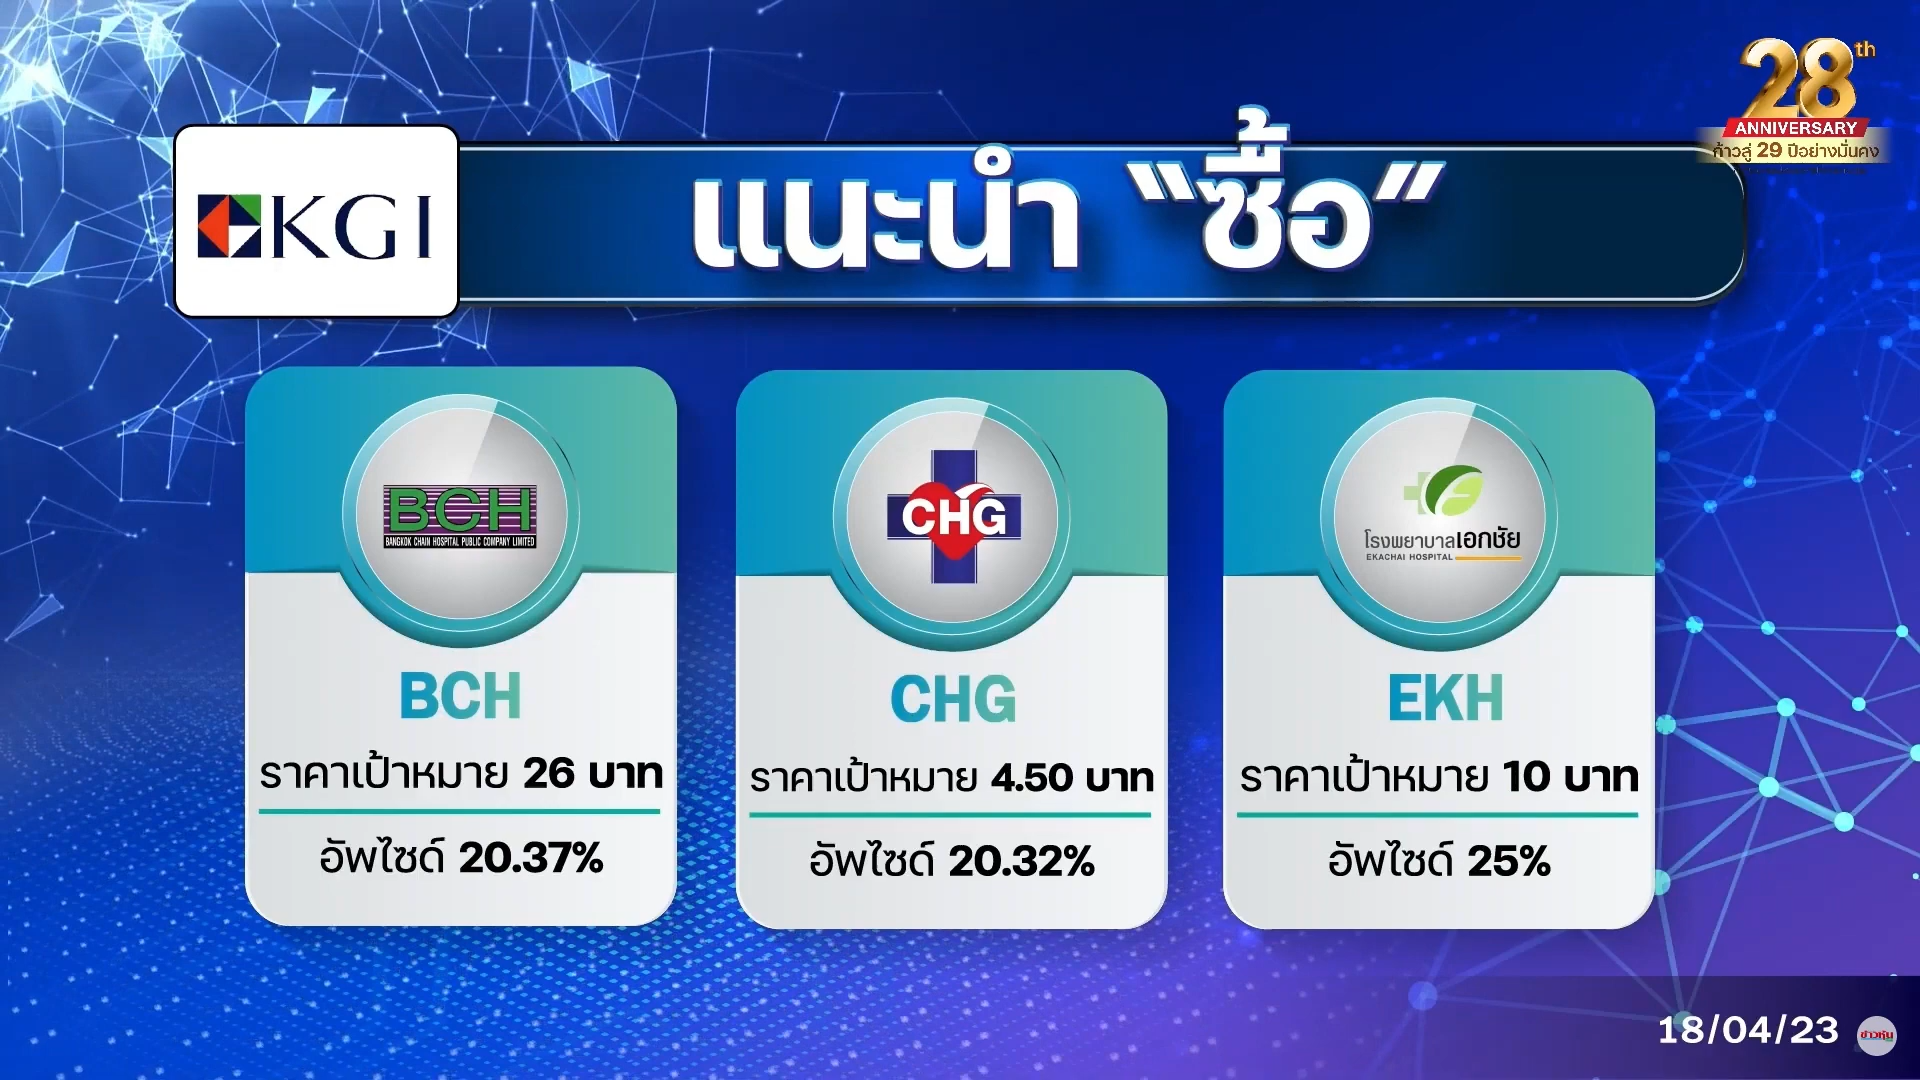 28th
ANNIVERSARY
ก้าวสู่ 29 ปีอย่างมั่นคง
KGI
แนะนำ “ซื้อ”
BCH
BANGKOK CHAIN HOSPITAL PUBLIC COMPANY LIMITED
BCH
ราคาเป้าหมาย 26 บาท
อัพไซด์ 20.37%
CHG
CHG
ราคาเป้าหมาย 4.50 บาท
อัพไซด์ 20.32%
โรงพยาบาลเอกชัย
EKACHAI HOSPITAL
EKH
ราคาเป้าหมาย 10 บาท
อัพไซด์ 25%
18/04/23
ข่าวหุ้น